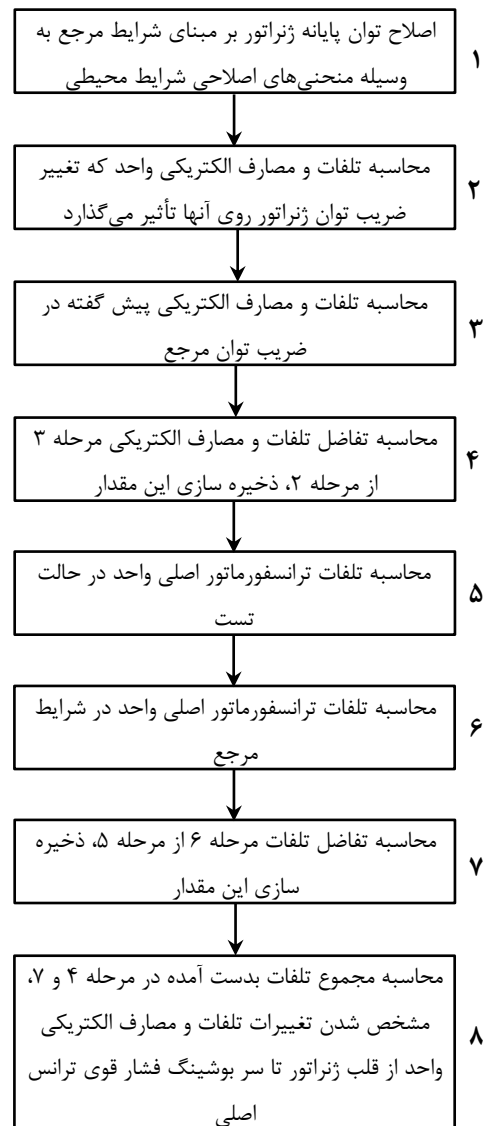 اصلاح توان پایانه ژنراتور بر مبنای شرایط مرجع به
وسیله منحنی‌های اصلاحی شرایط محیطی
۱
محاسبه تلفات و مصارف الکتریکی واحد که تغییر
ضریب توان ژنراتور روی آنها تأثیر می‌گذارد
۲
محاسبه تلفات و مصارف الکتریکی پیش گفته در
ضریب توان مرجع
۳
محاسبه تفاضل تلفات و مصارف الکتریکی مرحله ۳
از مرحله ۲، ذخیره سازی این مقدار
۴
محاسبه تلفات ترانسفورماتور اصلی واحد در حالت
تست
۵
محاسبه تلفات ترانسفورماتور اصلی واحد در شرایط
مرجع
۶
محاسبه تفاضل تلفات مرحله ۶ از مرحله ۵، ذخیره
سازی این مقدار
۷
محاسبه مجموع تلفات بدست آمده در مرحله ۴ و ۷،
مشخص شدن تغییرات تلفات و مصارف الکتریکی
واحد از قلب ژنراتور تا سر بوشینگ فشار قوی ترانس
اصلی
۸